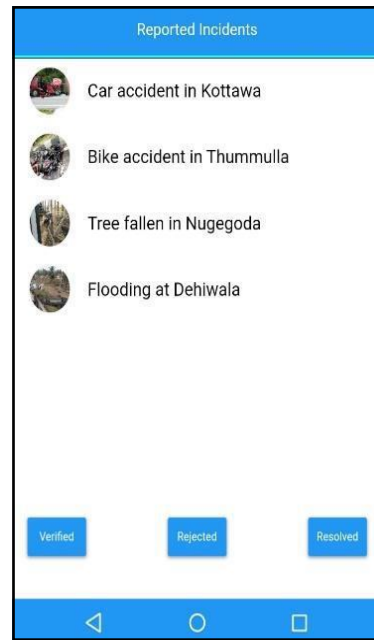 Reported Incidents
Car accident in Kottawa
Bike accident in Thummulla
Tree fallen in Nugegoda
Flooding at Dehiwala
Verified
Rejected
Resolved